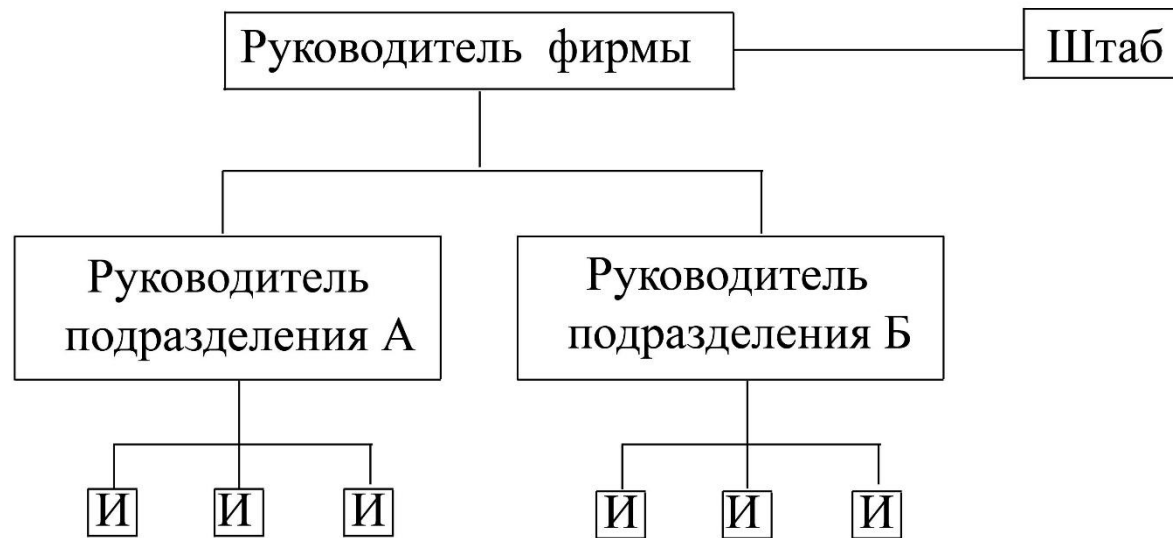 Руководитель фирмы
Штаб
Руководитель
подразделения А
Руководитель
подразделения Б
И
И
И
И
И
И